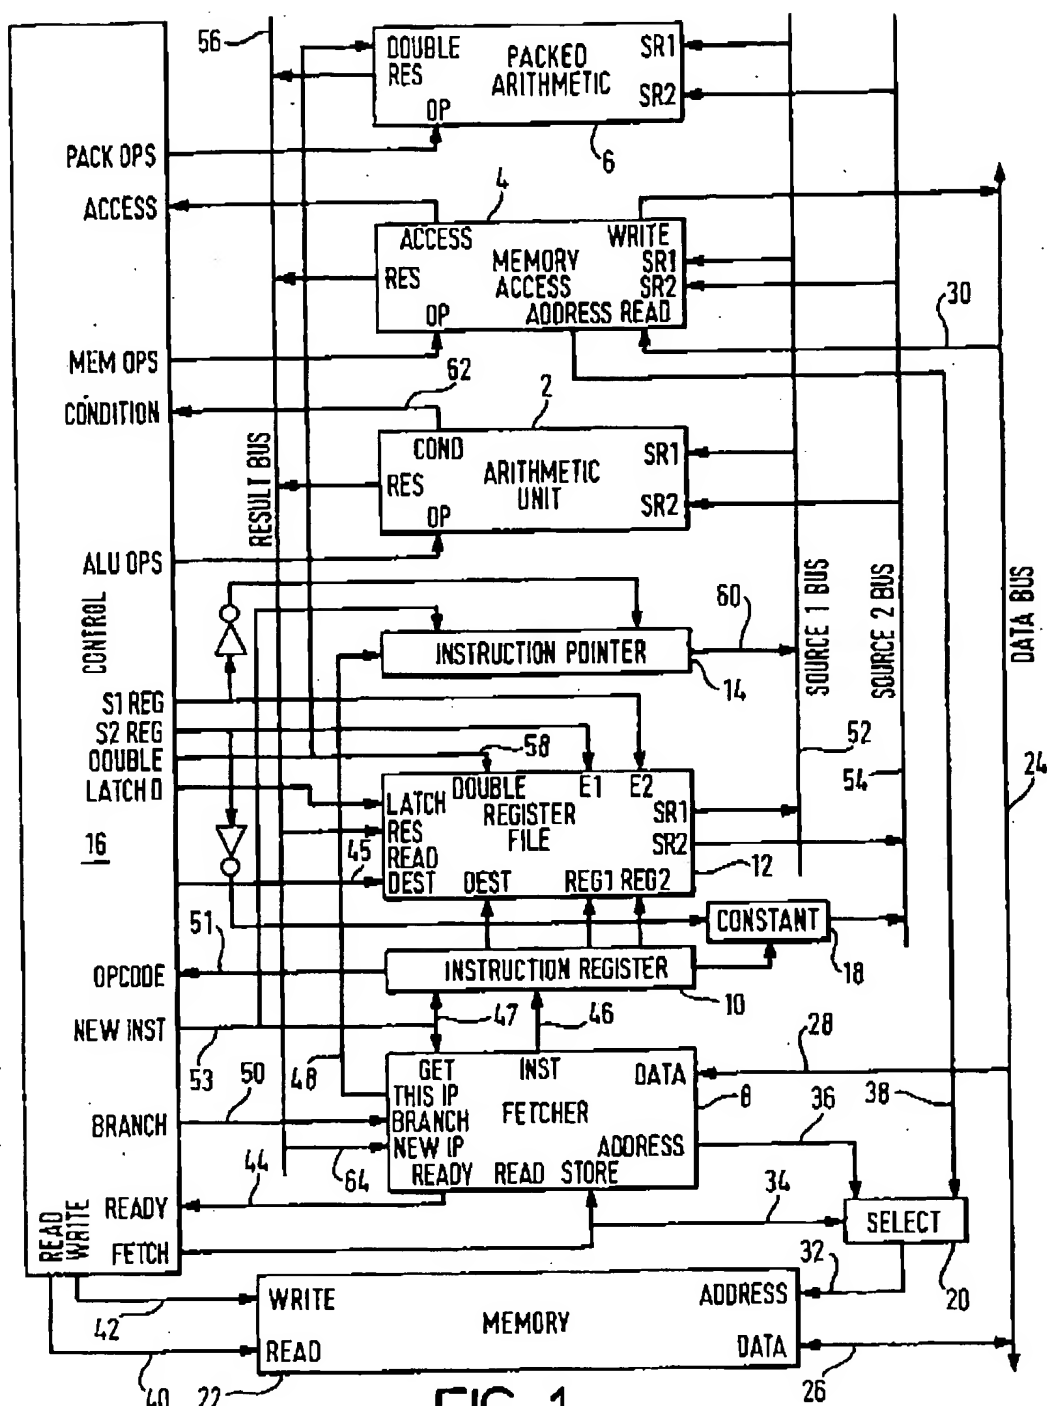 56
DOUBLE
PACKED
ARITHMETIC
SR1
RES
SR2
OP
PACK OPS
6
ACCESS
4
ACCESS
WRITE
MEMORY
ACCESS
SR1
RES
SR2
OP
ADDRESS READ
30
MEM OPS
62
CONDITION
2
COND
ARITHMETIC
UNIT
SR1
RES
SR2
OP
RESULT BUS
ALU OPS
CONTROL
60
SOURCE 1 BUS
SOURCE 2 BUS
DATA BUS
INSTRUCTION POINTER
14
S1 REG
S2 REG
DOUBLE
58
52
LATCH D
54
24
DOUBLE
E1
E2
LATCH
REGISTER
FILE
SR1
RES
SR2
READ
16
45
DEST
DEST
REG1 REG2
12
51
CONSTANT
18
OPCODE
INSTRUCTION REGISTER
10
NEW INST
47
46
28
53
50
48
GET
INST
DATA
8
THIS IP
FETCHER
38
36
BRANCH
BRANCH
NEW IP
ADDRESS
44
64
READY
READ STORE
34
READY
SELECT
READ
WRITE
FETCH
32
20
WRITE
ADDRESS
42
MEMORY
READ
DATA
40
22
26
FIG. 1